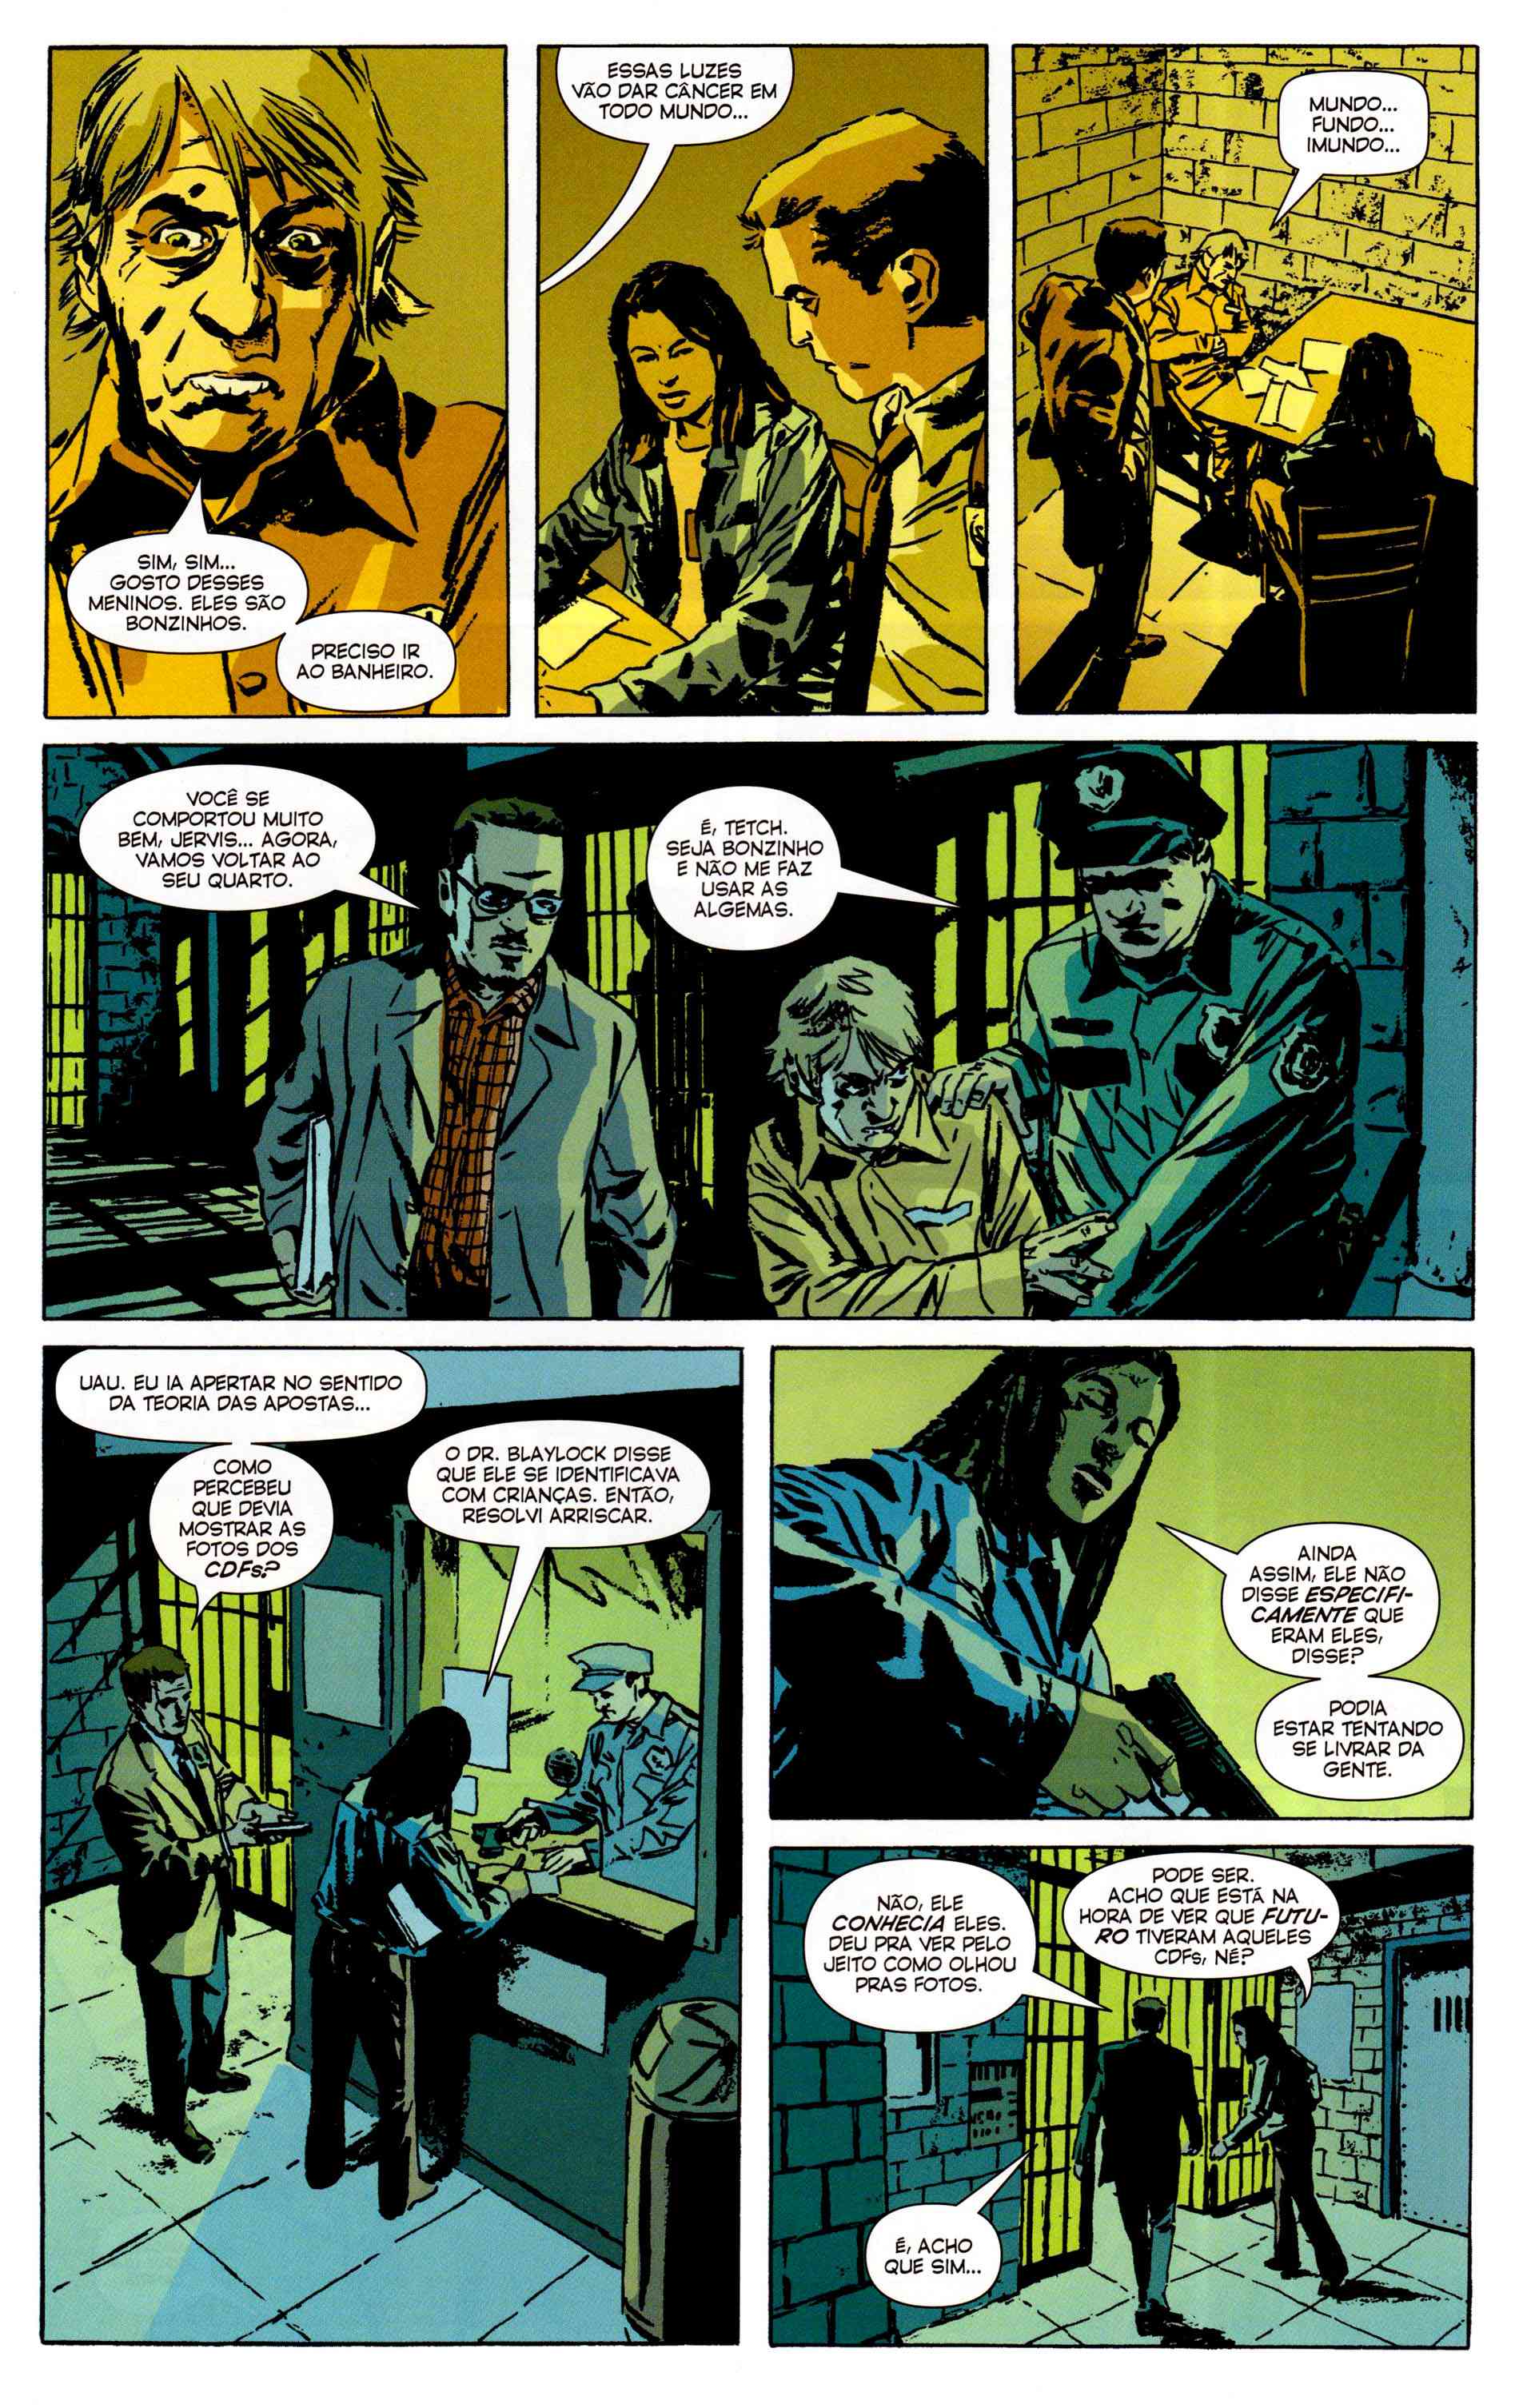 SIM, SIM...
GOSTO DESSES
MENINOS. ELES SÃO
BONZINHOS.
PRECISO IR
AO BANHEIRO.
ESSAS LUZES
VÃO DAR CÂNCER EM
TODO MUNDO...
MUNDO...
FUNDO...
IMUNDO...
VOCÊ SE
COMPORTOU MUITO
BEM, JERVIS... AGORA,
VAMOS VOLTAR AO
SEU QUARTO.
É, TETCH.
SEJA BONZINHO
E NÃO ME FAZ
USAR AS
ALGEMAS.
UAU. EU IA APERTAR NO SENTIDO
DA TEORIA DAS APOSTAS...
COMO
PERCEBEU
QUE DEVIA
MOSTRAR AS
FOTOS DOS
CDFs?
O DR. BLAYLOCK DISSE
QUE ELE SE IDENTIFICAVA
COM CRIANÇAS. ENTÃO,
RESOLVI ARRISCAR.
AINDA
ASSIM, ELE NÃO
DISSE ESPECIFI-
CAMENTE QUE
ERAM ELES,
DISSE?
PODIA
ESTAR TENTANDO
SE LIVRAR DA
GENTE.
NÃO, ELE
CONHECIA ELES.
DEU PRA VER PELO
JEITO COMO OLHOU
PRAS FOTOS.
PODE SER.
ACHO QUE ESTÁ NA
HORA DE VER QUE FUTU-
RO TIVERAM AQUELES
CDFs, NÉ?
É, ACHO
QUE SIM...